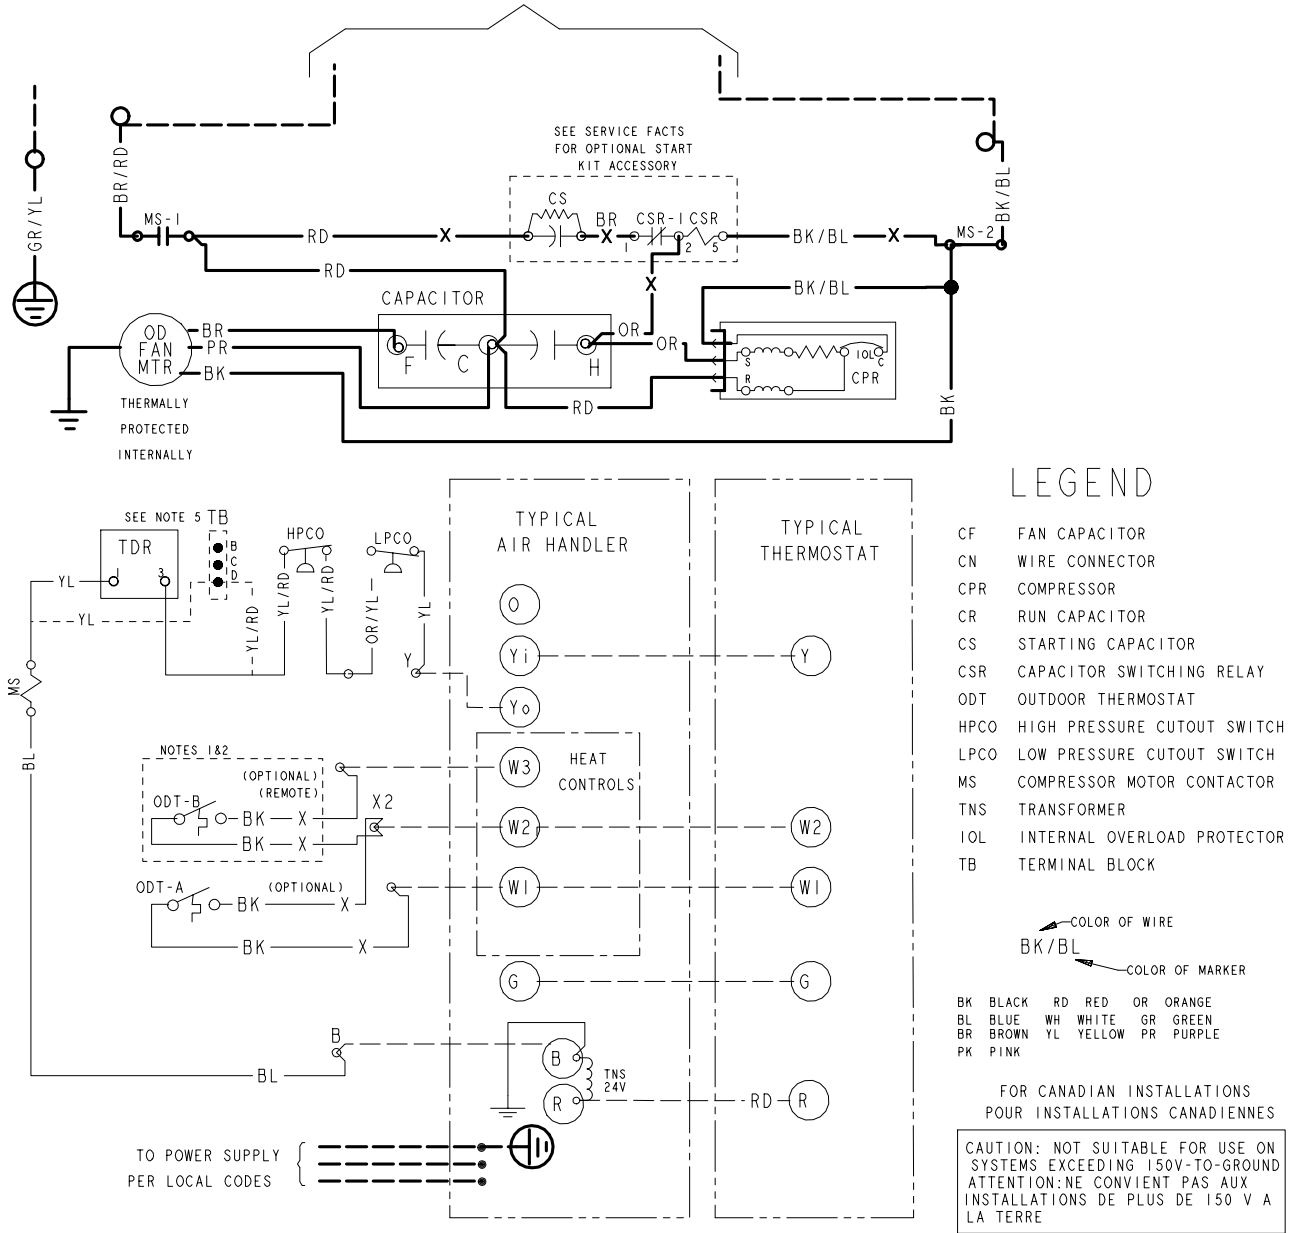 SEE SERVICE FACTS
FOR OPTIONAL START
KIT ACCESSORY
BR/RD
GR/YL
BK/BL
MS-1
RD
X
CS
BR
X
CSR-1 CSR
1
2
5
BK/BL
X
MS-2
RD
X
BK/BL
CAPACITOR
OD
FAN
MTR
BR
PR
BK
F
C
H
OR
OR
RD
S
R
IOL
C
CPR
BK
THERMALLY
PROTECTED
INTERNALLY
SEE NOTE 5 TB
TDR
1
3
B
C
D
HPCO
LPCO
YL
YL
YL/RD
YL/RD
YL/RD
OR/YL
YL
Y
MS
BL
TYPICAL
AIR HANDLER
TYPICAL
THERMOSTAT
O
Yi
Y
Yo
NOTES 1&2
(OPTIONAL)
(REMOTE)
ODT-B
BK
X
BK
X
X2
W3
HEAT
CONTROLS
W2
W2
ODT-A
(OPTIONAL)
BK
X
BK
X
W1
W1
G
G
B
BL
B
R
TNS
24V
RD
R
TO POWER SUPPLY
PER LOCAL CODES
LEGEND
CF FAN CAPACITOR
CN WIRE CONNECTOR
CPR COMPRESSOR
CR RUN CAPACITOR
CS STARTING CAPACITOR
CSR CAPACITOR SWITCHING RELAY
ODT OUTDOOR THERMOSTAT
HPCO HIGH PRESSURE CUTOUT SWITCH
LPCO LOW PRESSURE CUTOUT SWITCH
MS COMPRESSOR MOTOR CONTACTOR
TNS TRANSFORMER
IOL INTERNAL OVERLOAD PROTECTOR
TB TERMINAL BLOCK
COLOR OF WIRE
BK/BL
COLOR OF MARKER
BK BLACK RD RED OR ORANGE
BL BLUE WH WHITE GR GREEN
BR BROWN YL YELLOW PR PURPLE
PK PINK
FOR CANADIAN INSTALLATIONS
POUR INSTALLATIONS CANADIENNES
CAUTION: NOT SUITABLE FOR USE ON
SYSTEMS EXCEEDING 150V-TO-GROUND
ATTENTION:NE CONVIENT PAS AUX
INSTALLATIONS DE PLUS DE 150 V A
LA TERRE